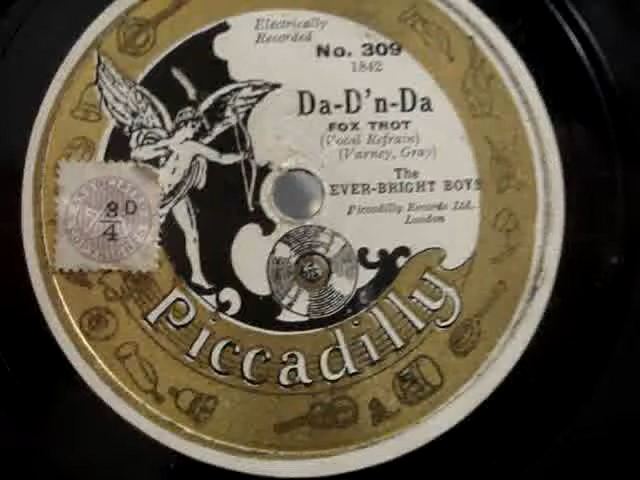 Electrically
Recorded
No. 309
1842
Da-D'n-Da
FOX TROT
(Vocal Refrain)
(Varney, Gray)
The
EVER-BRIGHT BOYS
Piccadilly Records Ltd.
London
3D
4
Piccadilly